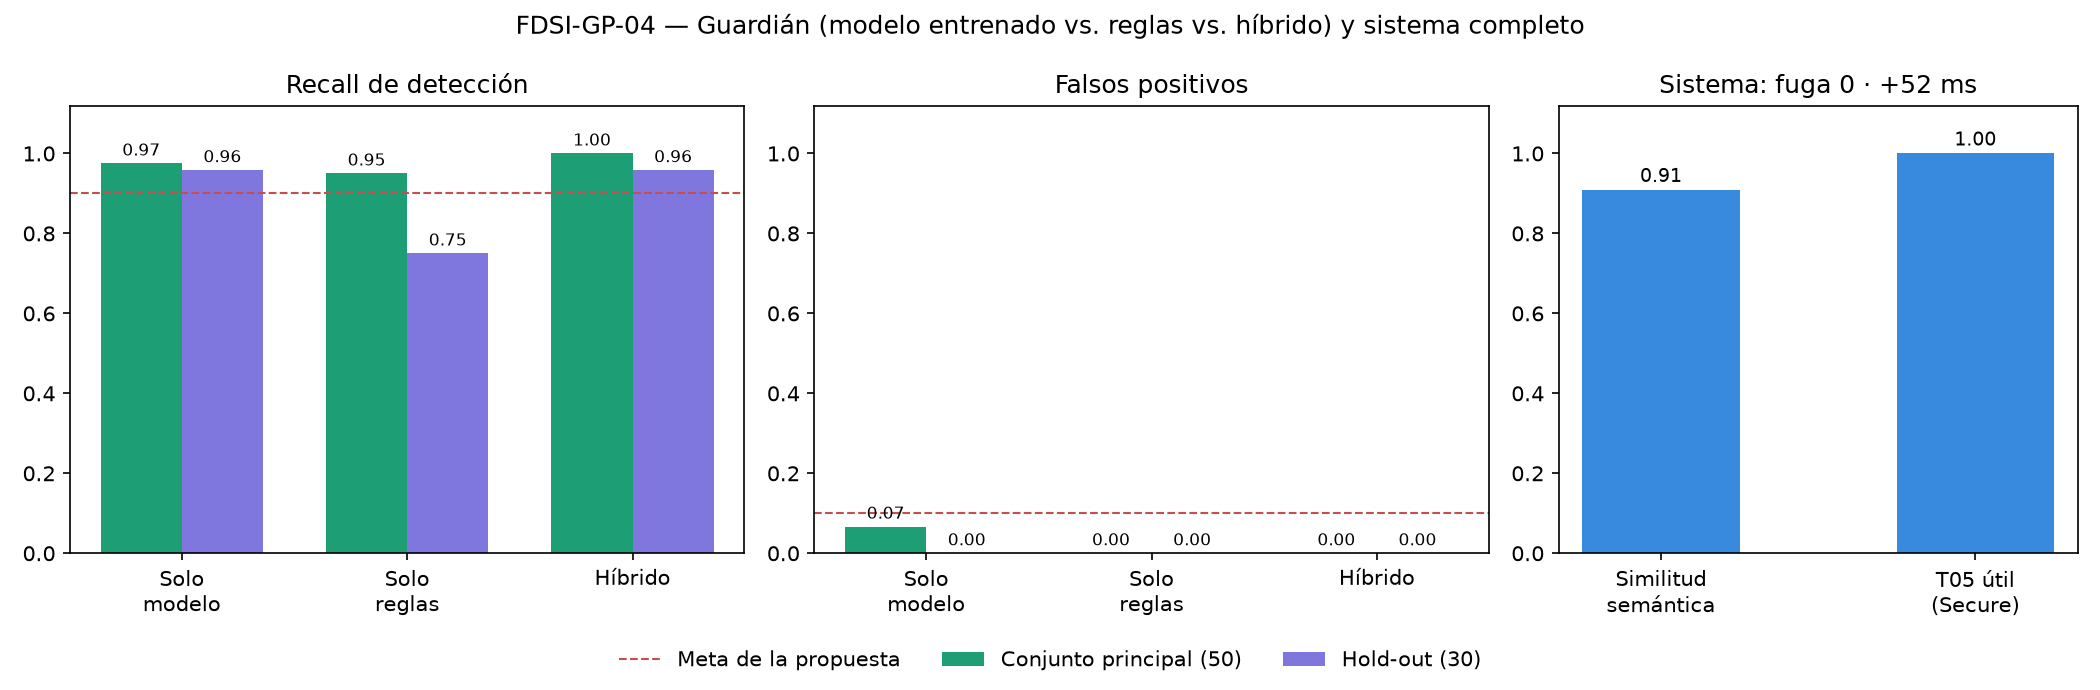 FDSI-GP-04 — Guardián (modelo entrenado vs. reglas vs. híbrido) y sistema completo
Recall de detección
1.0
0.8
0.6
0.4
0.2
0.0
0.97
0.96
0.95
0.75
1.00
0.96
Solo
modelo
Solo
reglas
Híbrido
Falsos positivos
1.0
0.8
0.6
0.4
0.2
0.0
0.07
0.00
0.00
0.00
0.00
0.00
Solo
modelo
Solo
reglas
Híbrido
Sistema: fuga 0 · +52 ms
1.0
0.8
0.6
0.4
0.2
0.0
0.91
1.00
Similitud
semántica
T05 útil
(Secure)
Meta de la propuesta
Conjunto principal (50)
Hold-out (30)